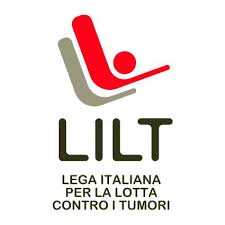 LILT
LEGA ITALIANA
PER LA LOTTA
CONTRO I TUMORI